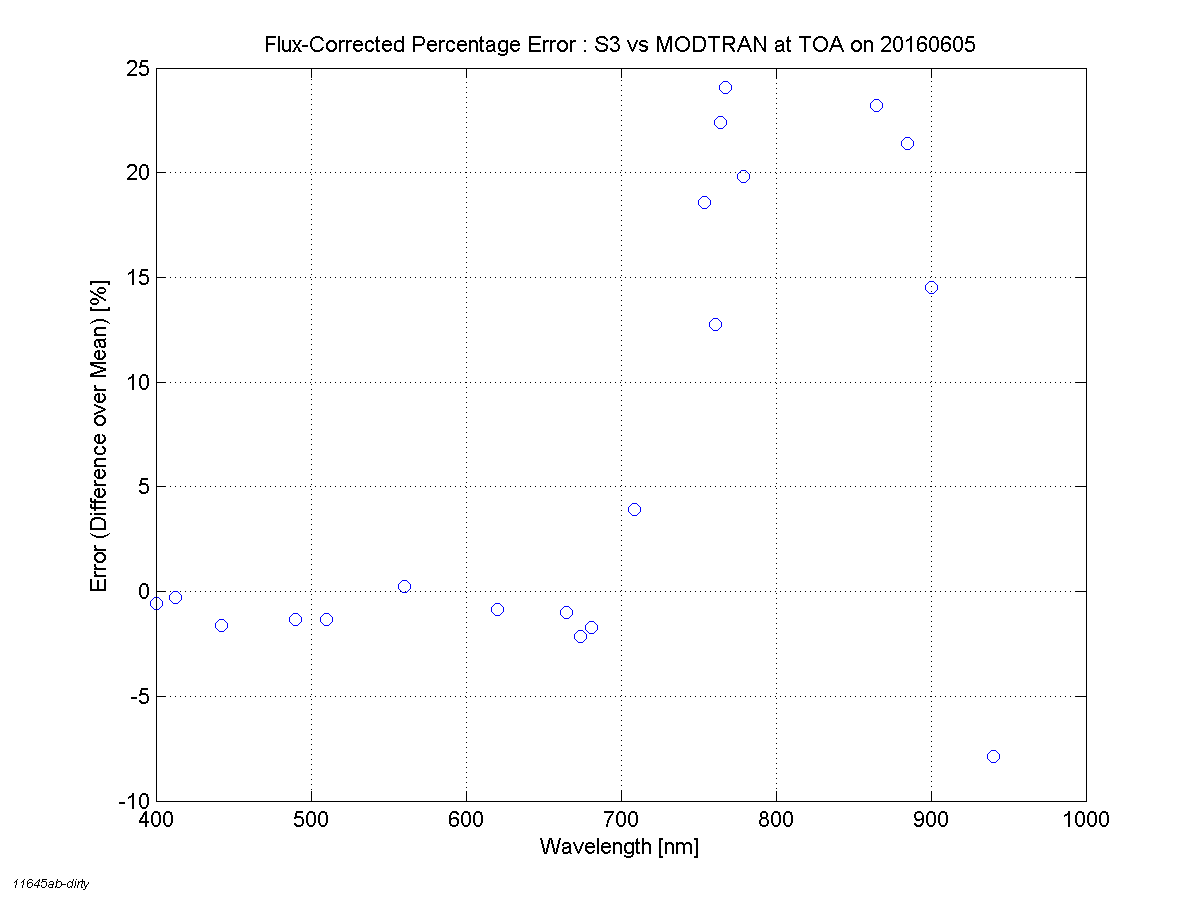 Flux-Corrected Percentage Error : S3 vs MODTRAN at TOA on 20160605
25
20
15
10
5
0
-5
-10
Error (Difference over Mean) [%]
400 500 600 700 800 900 1000
Wavelength [nm]
11645ab-dirty